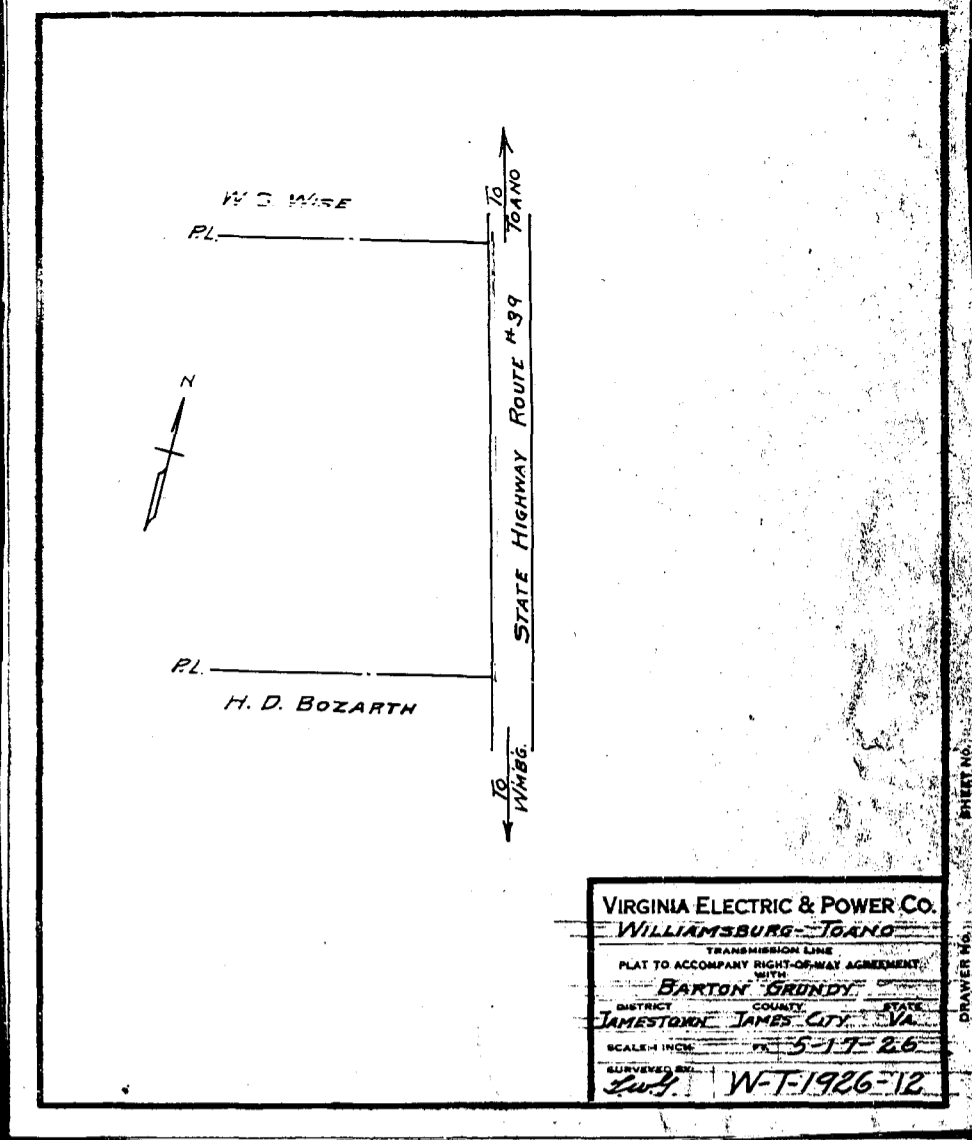 TO
TOANO
W. G. WISE
P.L.
N
STATE HIGHWAY ROUTE #39
P.L.
H. D. BOZARTH
TO
WMBG.
VIRGINIA ELECTRIC & POWER CO.
WILLIAMSBURG-TOANO
TRANSMISSION LINE
PLAT TO ACCOMPANY RIGHT-OF-WAY AGREEMENT
WITH
BARTON GRUNDY
DISTRICT COUNTY STATE
JAMESTOWN JAMES CITY VA.
SCALE-1 INCH FT. 5-17-26
SURVEYED BY:
W-T-1926-12
SHEET NO.
DRAWER NO.